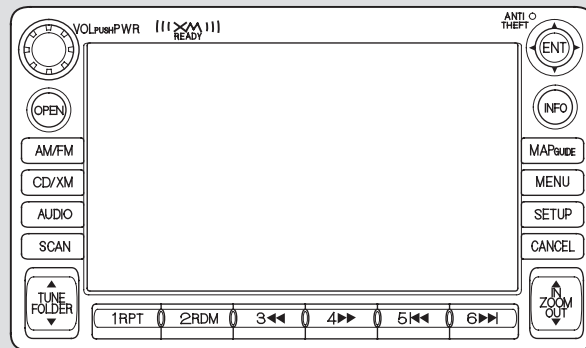 VOL PUSH PWR
XM
READY
ANTI
THEFT
ENT
OPEN
INFO
AM/FM
MAP GUIDE
CD/XM
MENU
AUDIO
SETUP
SCAN
CANCEL
TUNE
FOLDER
IN
ZOOM
OUT
1RPT
2RDM
3◀◀
4▶▶
5|◀◀
6▶▶|